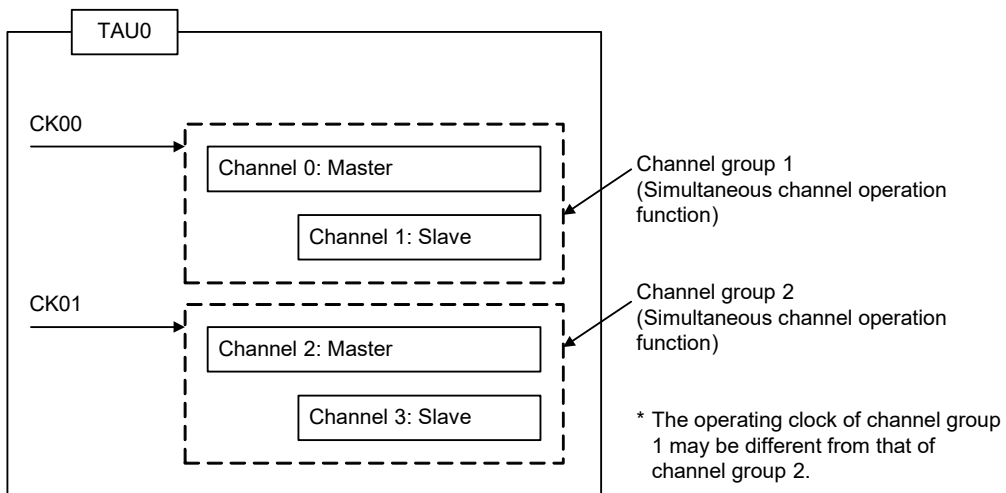 TAU0
CK00
Channel 0: Master
Channel 1: Slave
Channel group 1
(Simultaneous channel operation
function)
CK01
Channel 2: Master
Channel 3: Slave
Channel group 2
(Simultaneous channel operation
function)
* The operating clock of channel group
1 may be different from that of
channel group 2.